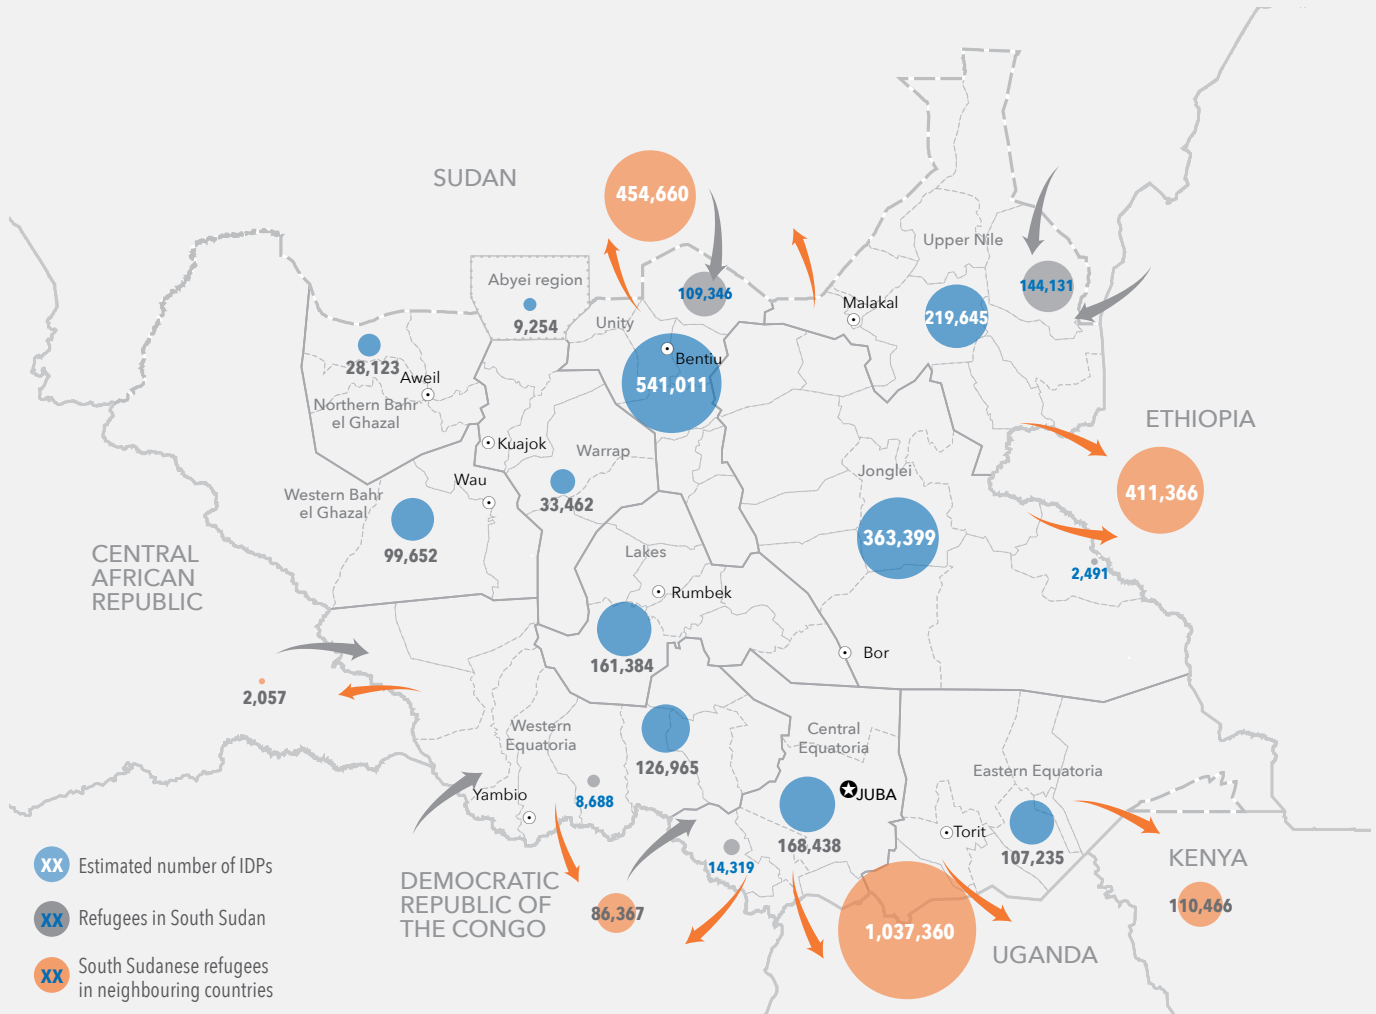 SUDAN
454,660
Upper Nile
Abyei region
9,254
109,346
144,131
Unity
Malakal
219,645
28,123
Aweil
Bentiu
541,011
Northern Bahr
el Ghazal
Kuajok
Warrap
33,462
ETHIOPIA
411,366
Jonglei
Western Bahr
el Ghazal
Wau
99,652
363,399
CENTRAL
AFRICAN
REPUBLIC
Lakes
Rumbek
2,491
161,384
Bor
2,057
Western
Equatoria
126,965
Central
Equatoria
JUBA
168,438
Eastern Equatoria
Yambio
8,688
Torit
107,235
14,319
KENYA
110,466
DEMOCRATIC
REPUBLIC OF
THE CONGO
86,367
1,037,360
UGANDA
XX Estimated number of IDPs
XX Refugees in South Sudan
XX South Sudanese refugees
in neighbouring countries